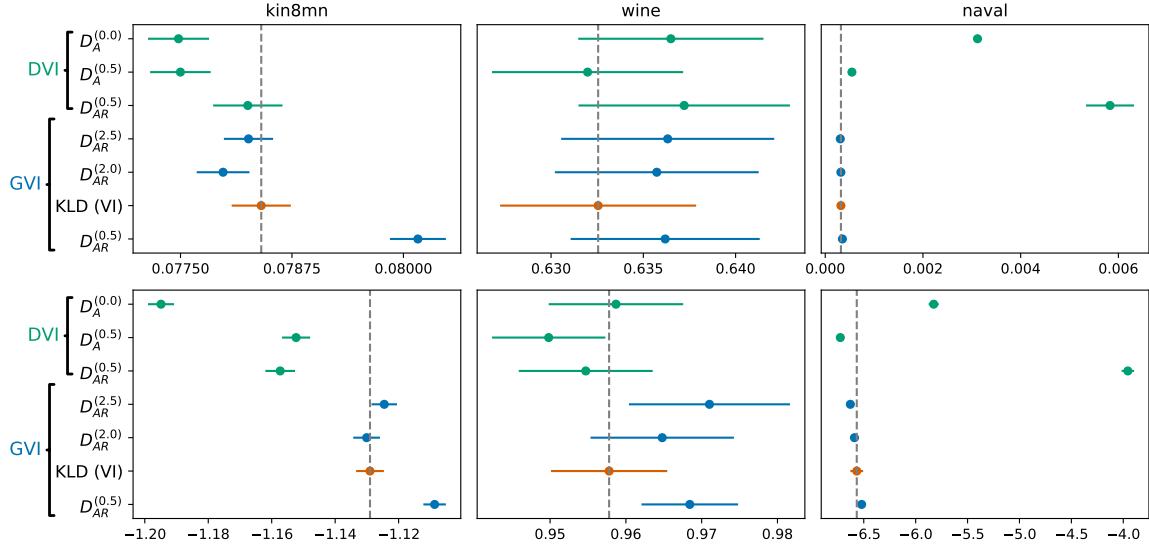 kin8mn wine naval
DVI
D_A^(0.0)
D_A^(0.5)
D_AR^(0.5)
GVI
D_AR^(2.5)
D_AR^(2.0)
KLD (VI)
D_AR^(0.5)
0.07750 0.07875 0.08000 0.630 0.635 0.640 0.000 0.002 0.004 0.006
DVI
D_A^(0.0)
D_A^(0.5)
D_AR^(0.5)
GVI
D_AR^(2.5)
D_AR^(2.0)
KLD (VI)
D_AR^(0.5)
−1.20 −1.18 −1.16 −1.14 −1.12 0.95 0.96 0.97 0.98 −6.5 −6.0 −5.5 −5.0 −4.5 −4.0